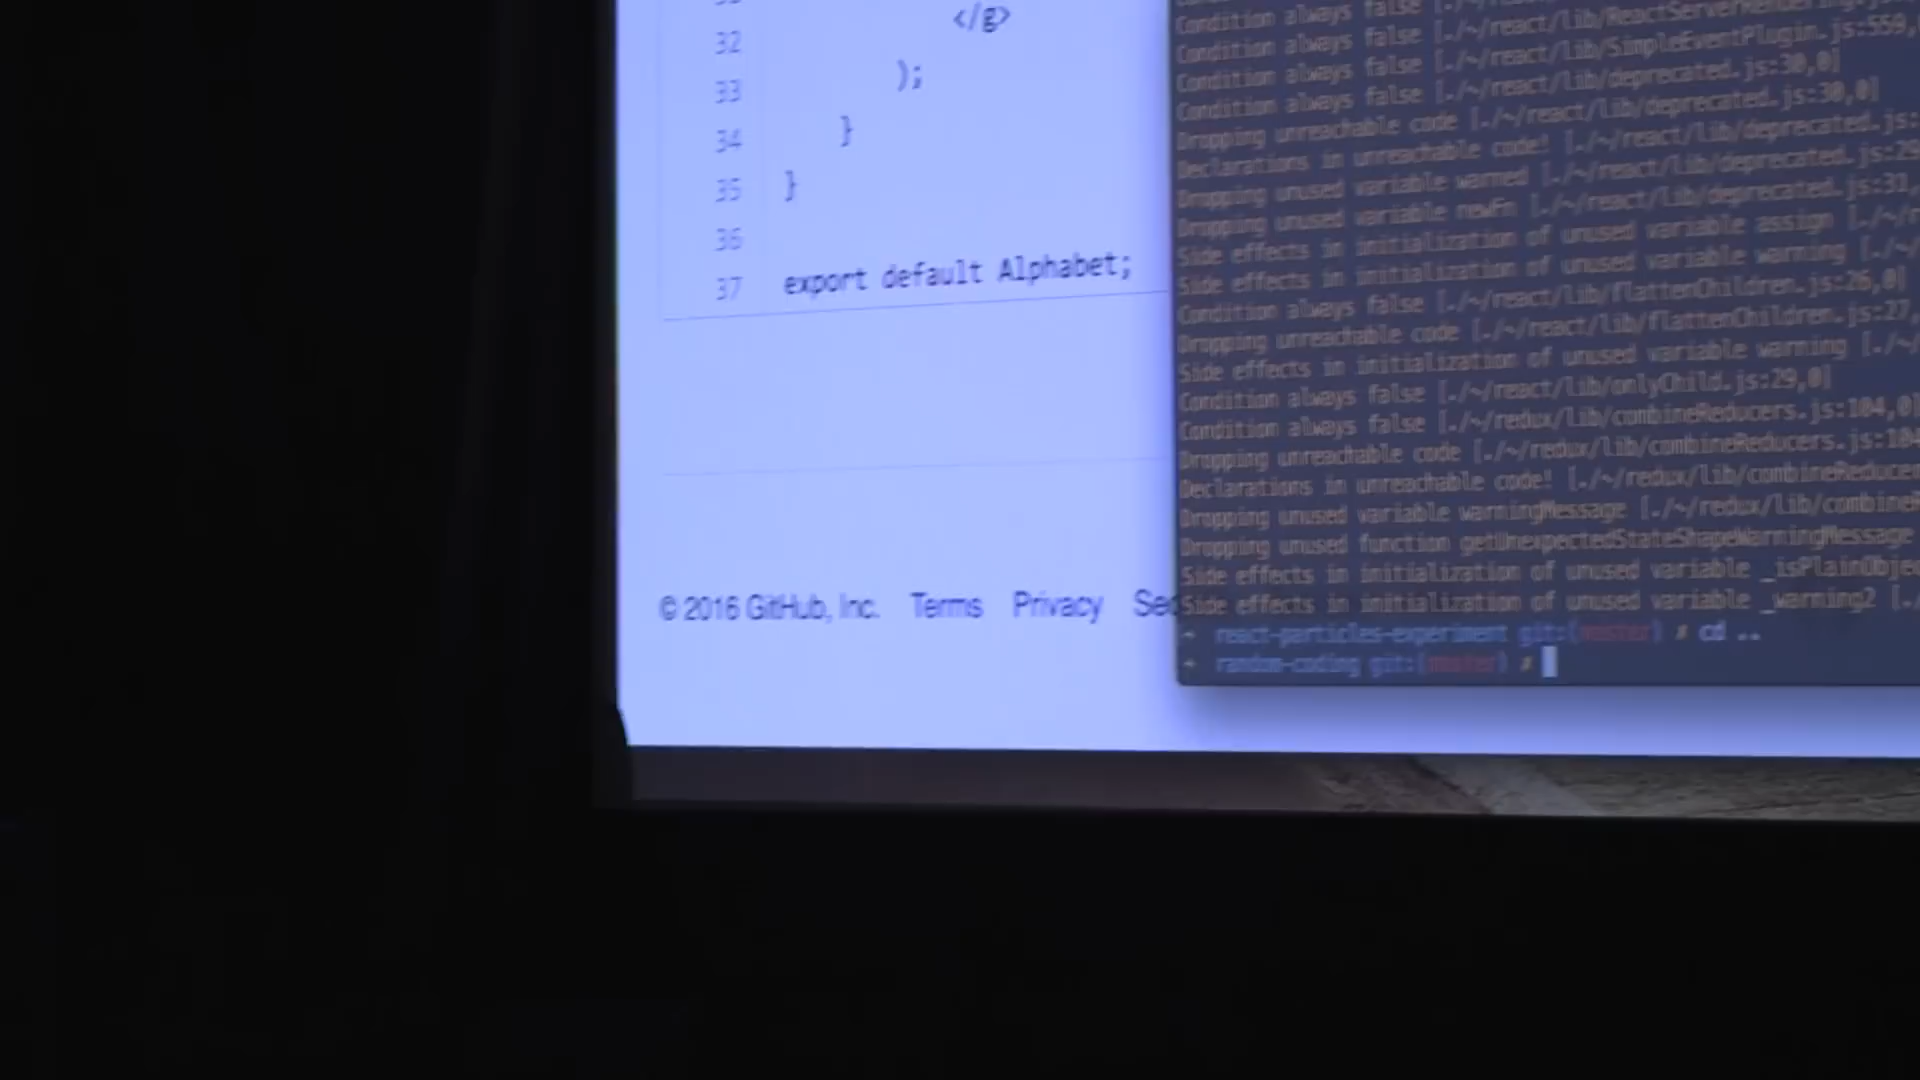 </g>
32
33 );
34 }
35 }
36
37 export default Alphabet;
© 2016 GitHub, Inc. Terms Privacy
Condition always false [./~/react/lib/ReactServerRendering.js
Condition always false [./~/react/lib/SimpleEventPlugin.js:559,
Condition always false [./~/react/lib/deprecated.js:30,0]
Condition always false [./~/react/lib/deprecated.js:30,0]
Dropping unreachable code [./~/react/lib/deprecated.js:
Declarations in unreachable code! [./~/react/lib/deprecated.js:
Dropping unused variable warned [./~/react/lib/deprecated.js:
Dropping unused variable newFn [./~/react/lib/deprecated.js:31,
Side effects in initialization of unused variable assign [./~/
Side effects in initialization of unused variable warning [./~/
Condition always false [./~/react/lib/flattenChildren.js:26,0]
Dropping unreachable code [./~/react/lib/flattenChildren.js:27,
Side effects in initialization of unused variable warning [./~/
Condition always false [./~/react/lib/onlyChild.js:29,0]
Condition always false [./~/redux/lib/combineReducers.js:104,0]
Dropping unreachable code [./~/redux/lib/combineReducers.js:104
Declarations in unreachable code! [./~/redux/lib/combineReducer
Dropping unused variable warningMessage [./~/redux/lib/combine
Dropping unused function getUnexpectedStateShapeWarningMessage
Side effects in initialization of unused variable _isPlainObje
Side effects in initialization of unused variable _warning2 [./
react-particles-experiment git:(master) ✗ cd ..
random-coding git:(master) ✗